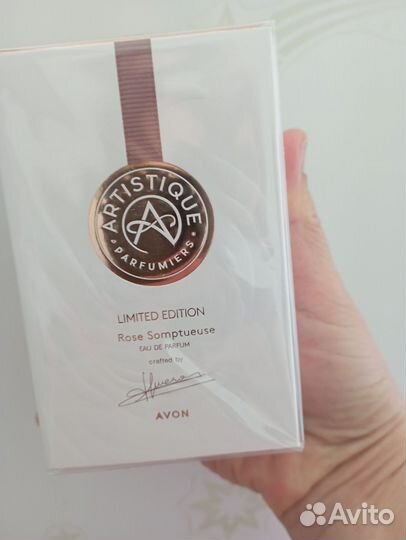 ARTISTIQUE
PARFUMIERS
LIMITED EDITION
Rose Somptueuse
EAU DE PARFUM
crafted by
AVON
Avito